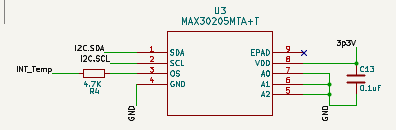 U3
MAX30205MTA+T
I2C.SDA 1 SDA EPAD 9
3p3V
I2C.SCL 2 SCL VDD 8
INT_Temp 3 OS A0 7
C13
4 GND A1 6
4.7K A2 5 0.1uf
R4
GND GND